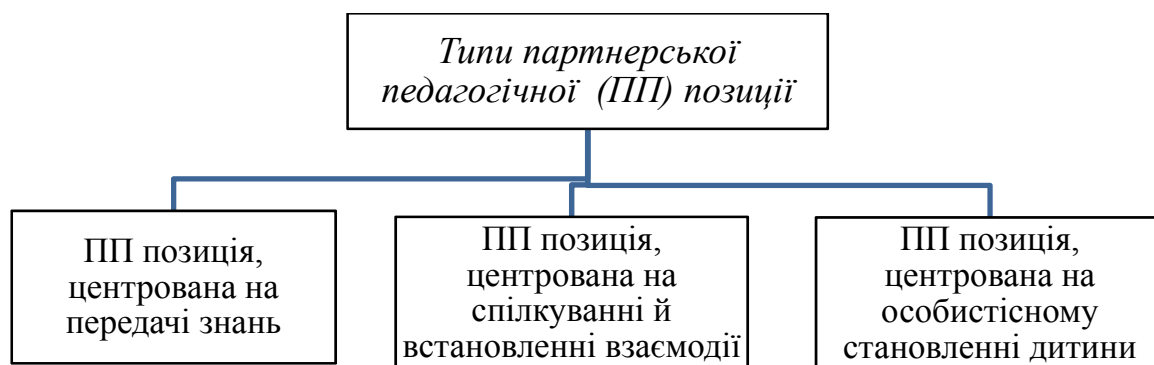 Типи партнерської
педагогічної (ПП) позиції
ПП позиція,
центрована на
передачі знань
ПП позиція,
центрована на
спілкуванні й
встановленні взаємодії
ПП позиція,
центрована на
особистісному
становленні дитини